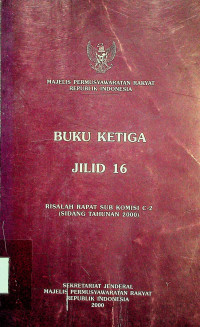 MAJELIS PERMUSYAWARATAN RAKYAT
REPUBLIK INDONESIA
BUKU KETIGA
JILID 16
RISALAH RAPAT SUB KOMISI C-2
(SIDANG TAHUNAN 2000)
SEKRETARIAT JENDERAL
MAJELIS PERMUSYAWARATAN RAKYAT
REPUBLIK INDONESIA
2000